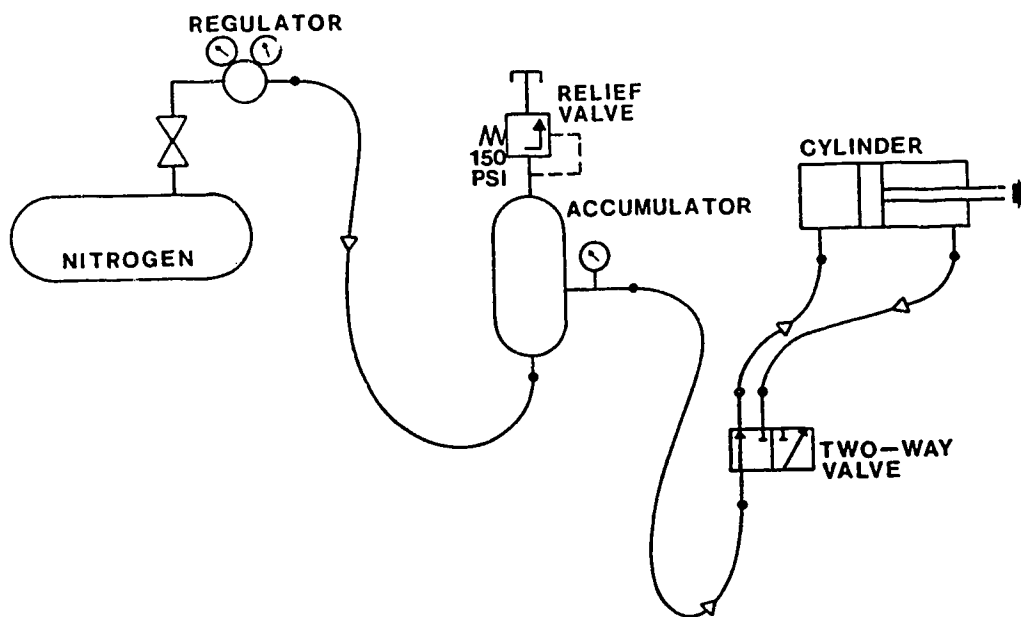 REGULATOR
RELIEF
VALVE
150
PSI
CYLINDER
ACCUMULATOR
NITROGEN
TWO–WAY
VALVE